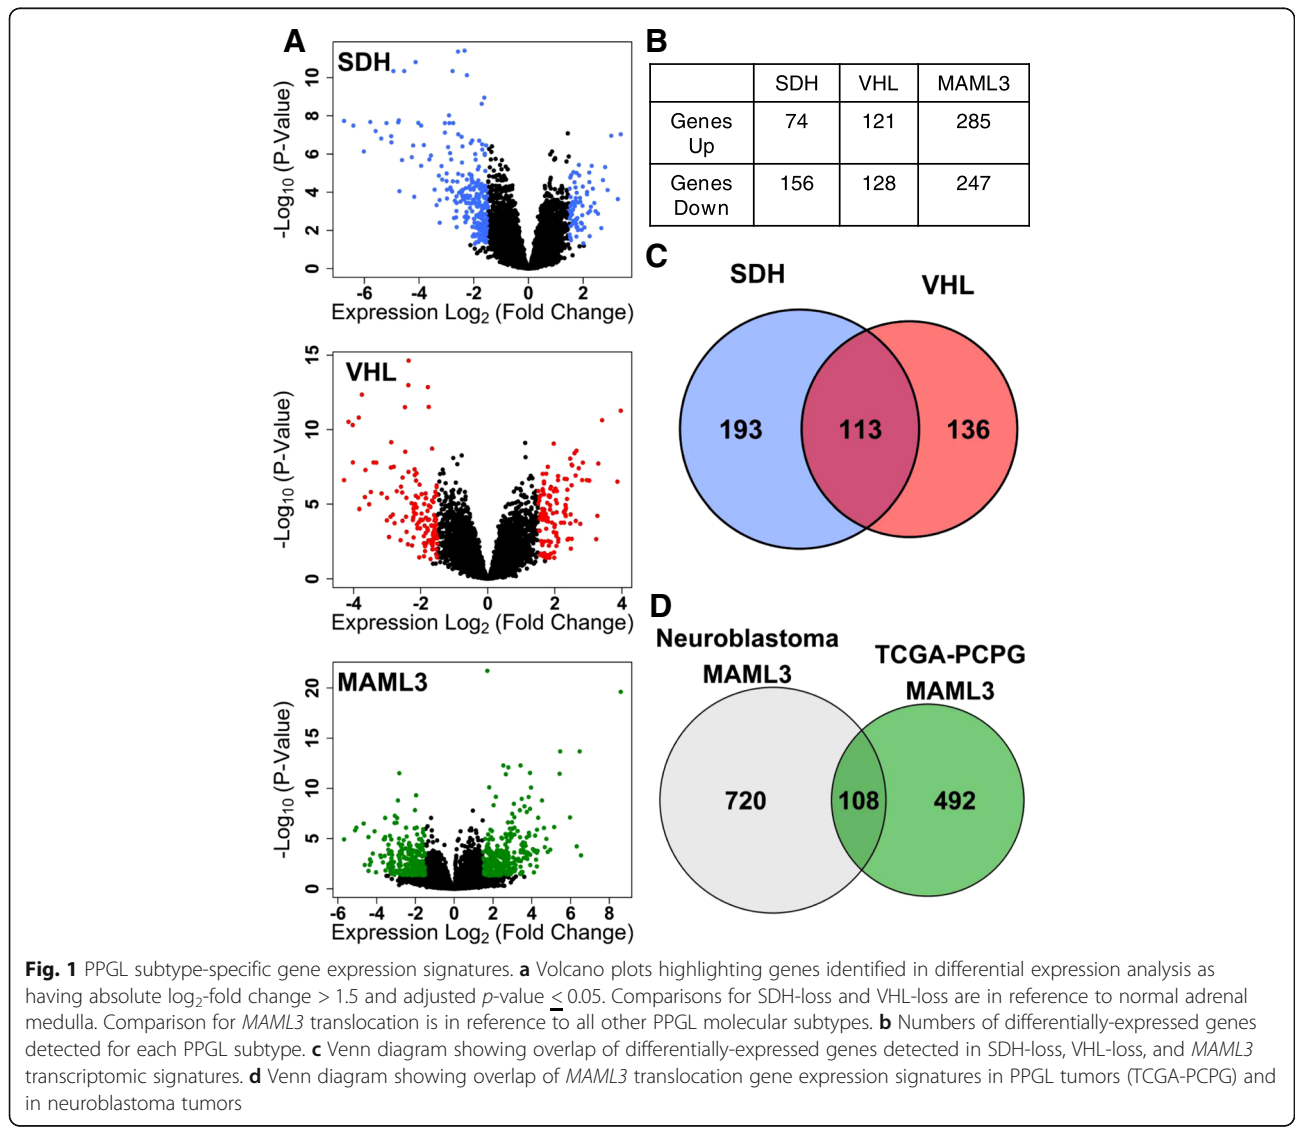 A
SDH
-Log10 (P-Value)
0
2
4
6
8
10
-6
-4
-2
0
2
Expression Log2 (Fold Change)
VHL
-Log10 (P-Value)
0
5
10
15
-4
-2
0
2
4
Expression Log2 (Fold Change)
MAML3
-Log10 (P-Value)
0
5
10
15
20
-6
-4
-2
0
2
4
6
8
Expression Log2 (Fold Change)
B
SDH VHL MAML3
Genes Up 74 121 285
Genes Down 156 128 247
C
SDH
VHL
193 113 136
D
Neuroblastoma
MAML3
TCGA-PCPG
MAML3
720 108 492
Fig. 1 PPGL subtype-specific gene expression signatures. a Volcano plots highlighting genes identified in differential expression analysis as
having absolute log2-fold change > 1.5 and adjusted p-value < 0.05. Comparisons for SDH-loss and VHL-loss are in reference to normal adrenal
medulla. Comparison for MAML3 translocation is in reference to all other PPGL molecular subtypes. b Numbers of differentially-expressed genes
detected for each PPGL subtype. c Venn diagram showing overlap of differentially-expressed genes detected in SDH-loss, VHL-loss, and MAML3
transcriptomic signatures. d Venn diagram showing overlap of MAML3 translocation gene expression signatures in PPGL tumors (TCGA-PCPG) and
in neuroblastoma tumors